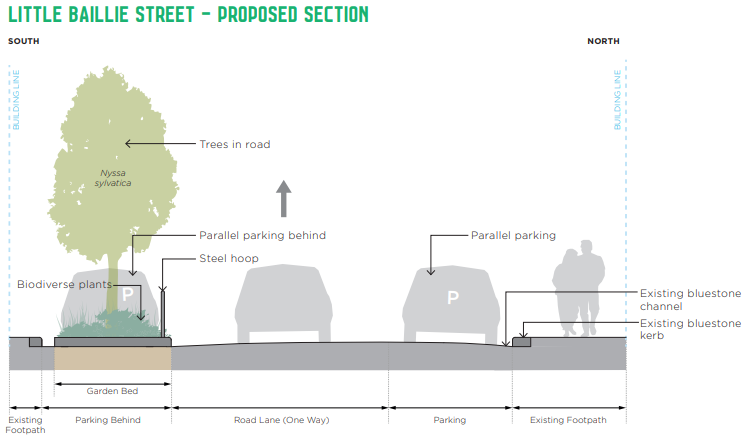 LITTLE BAILLIE STREET – PROPOSED SECTION
SOUTH
NORTH
BUILDING LINE
BUILDING LINE
Trees in road
Nyssa
sylvatica
Parallel parking behind
Parallel parking
Steel hoop
Biodiverse plants
P
P
Existing bluestone
channel
Existing bluestone
kerb
Garden Bed
Existing
Footpath
Parking Behind
Road Lane (One Way)
Parking
Existing Footpath